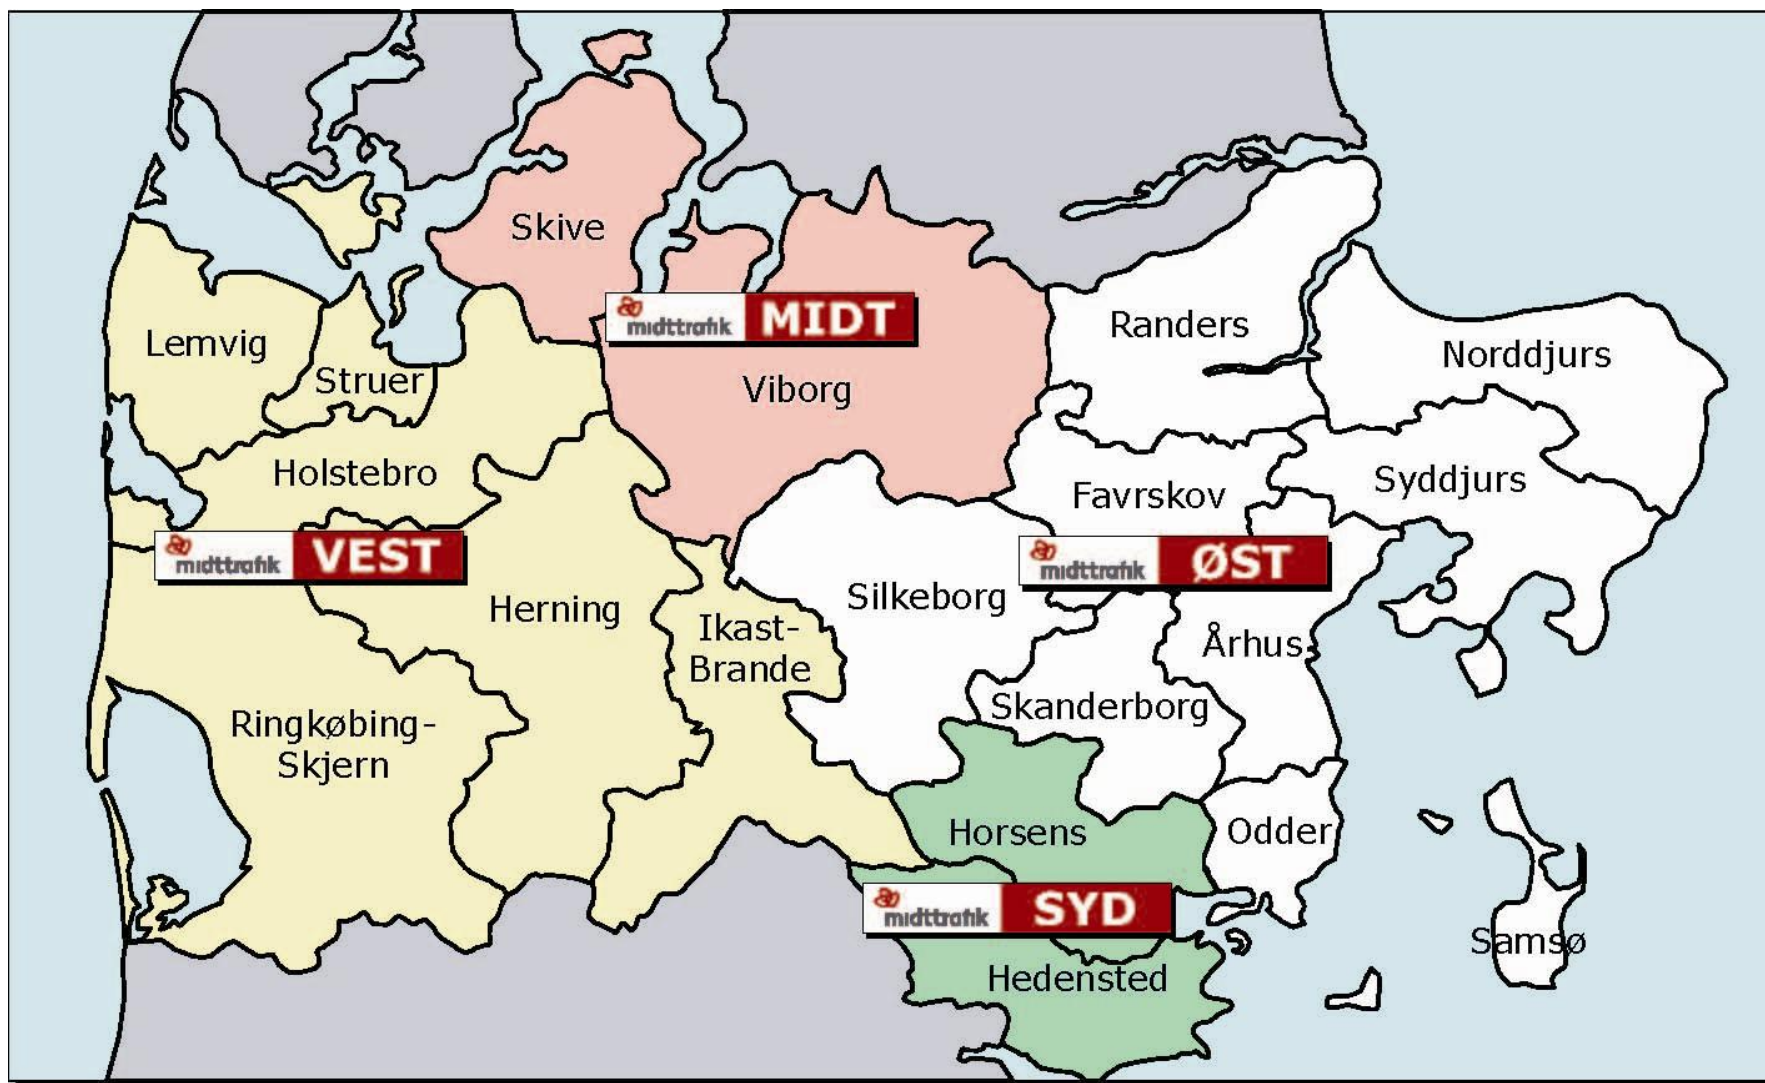 Skive
midttrafik MIDT
Lemvig
Randers
Norddjurs
Struer
Viborg
Holstebro
Favrskov
Syddjurs
midttrafik VEST
midttrafik ØST
Silkeborg
Herning
Ikast-
Brande
Århus
Skanderborg
Ringkøbing-
Skjern
Horsens
Odder
midttrafik SYD
Samsø
Hedensted